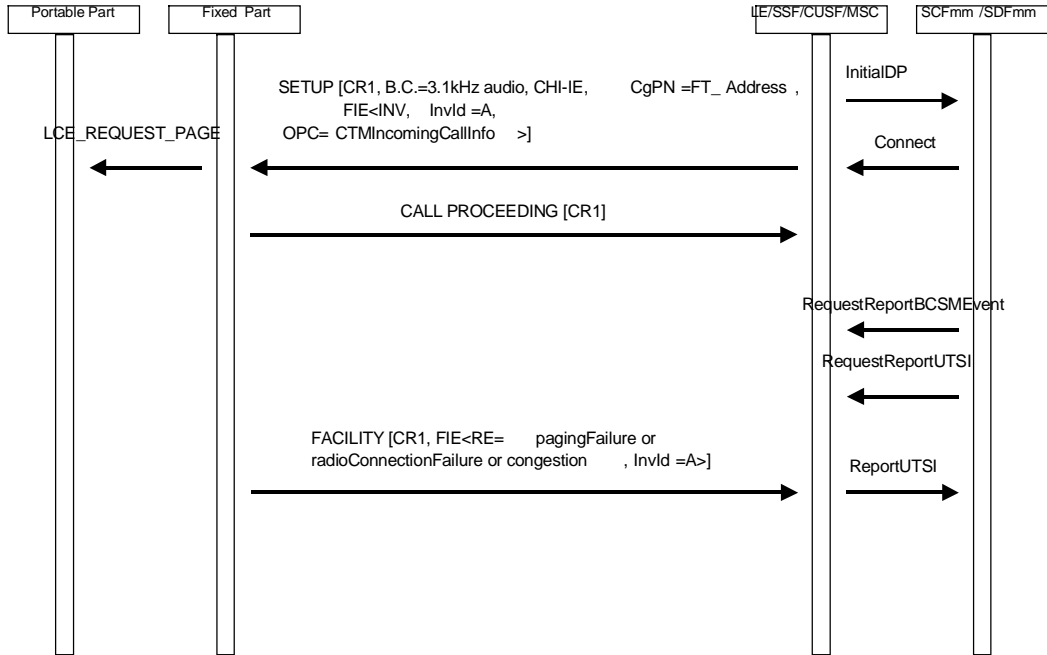 Portable Part
Fixed Part
LE/SSF/CUSF/MSC
SCFmm /SDFmm
InitialDP
SETUP [CR1, B.C.=3.1kHz audio, CHI-IE, CgPN =FT_ Address ,
FIE<INV, InvId =A,
OPC= CTMIncomingCallInfo >]
LCE_REQUEST_PAGE
Connect
CALL PROCEEDING [CR1]
RequestReportBCSMEvent
RequestReportUTSI
FACILITY [CR1, FIE<RE= pagingFailure or
radioConnectionFailure or congestion , InvId =A>]
ReportUTSI